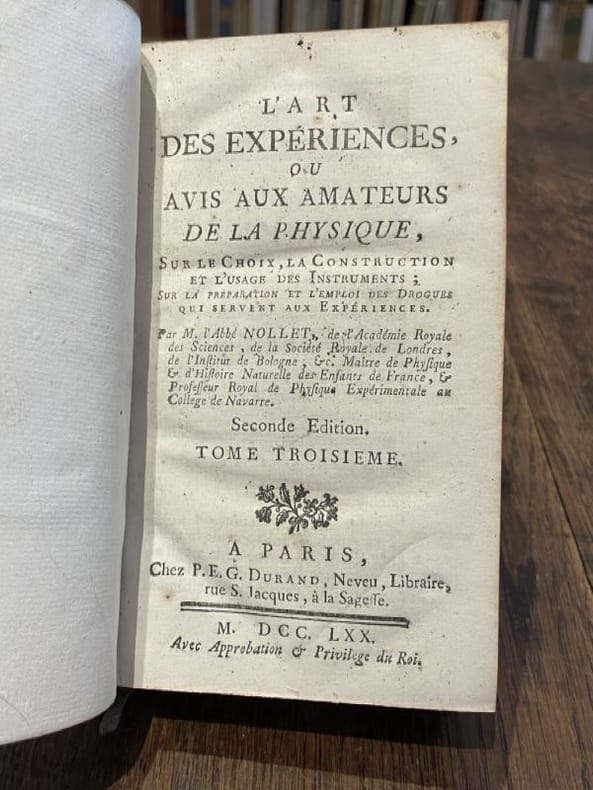 L'ART
DES EXPÉRIENCES,
OU
AVIS AUX AMATEURS
DE LA PHYSIQUE,
SUR LE CHOIX, LA CONSTRUCTION
ET L'USAGE DES INSTRUMENTS;
SUR LA PRÉPARATION ET L'EMPLOI DES DROGUES
QUI SERVENT AUX EXPÉRIENCES.
Par M. l'Abbé NOLLET, de l'Académie Royale
des Sciences, de la Société Royale de Londres,
de l'Institut de Bologne, &c. Maître de Physique
& d'Histoire Naturelle des Enfants de France, &
Professeur Royal de Physique Expérimentale au
College de Navarre.
Seconde Edition.
TOME TROISIEME.
A PARIS,
Chez P. E. G. DURAND, Neveu, Libraire,
rue S. Jacques, à la Sagesse.
M. DCC. LXX.
Avec Approbation & Privilege du Roi.